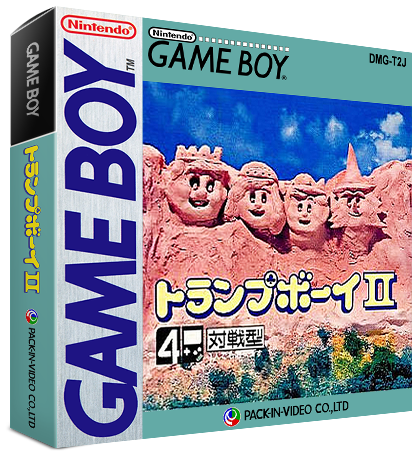 GAME BOY
トランプボーイII
PACK-IN-VIDEO CO.,LTD
Nintendo
GAME BOY
TM
Nintendo
GAME BOY®
DMG-T2J
トランプボーイII
4 対戦型
PACK-IN-VIDEO CO.,LTD